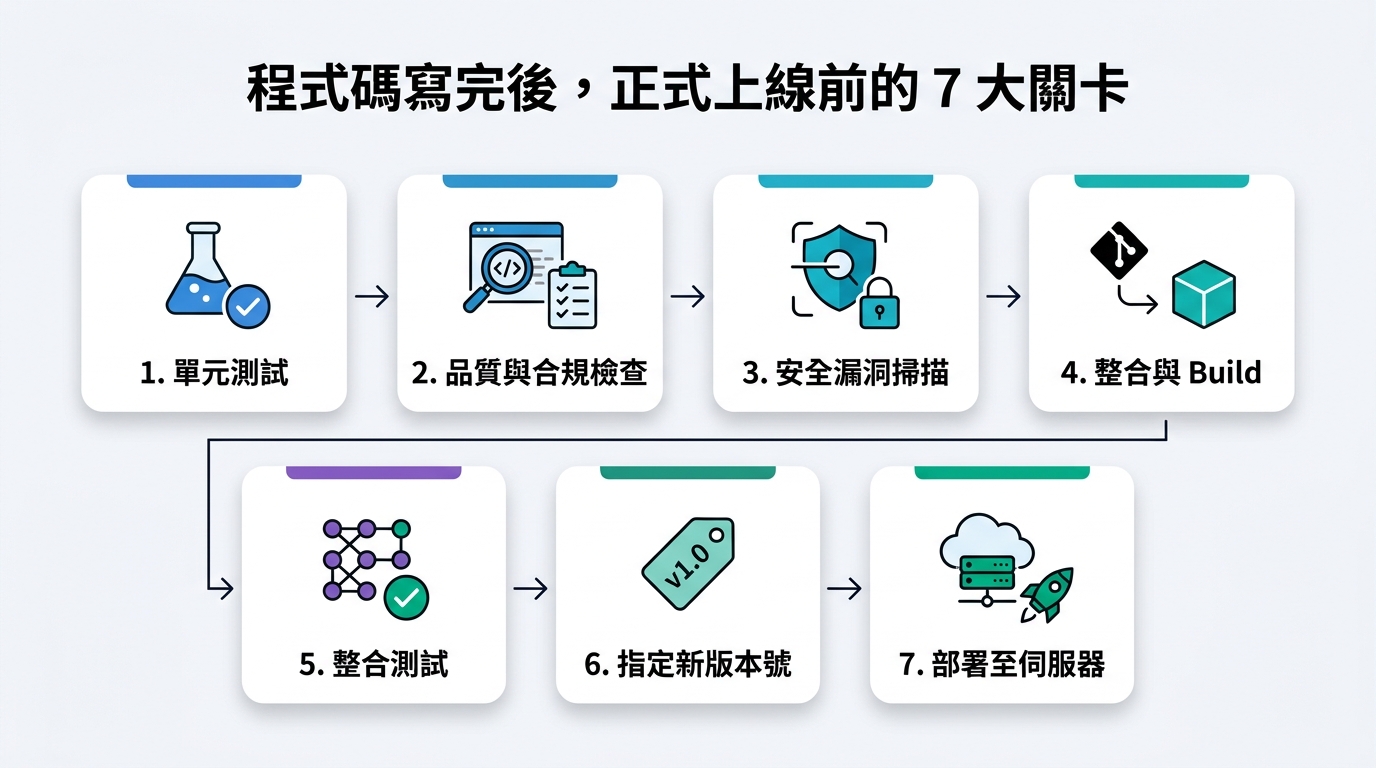 程式碼寫完後，正式上線前的 7 大關卡
1. 單元測試
2. 品質與合規檢查
3. 安全漏洞掃描
4. 整合與 Build
5. 整合測試
v1.0
6. 指定新版本號
7. 部署至伺服器